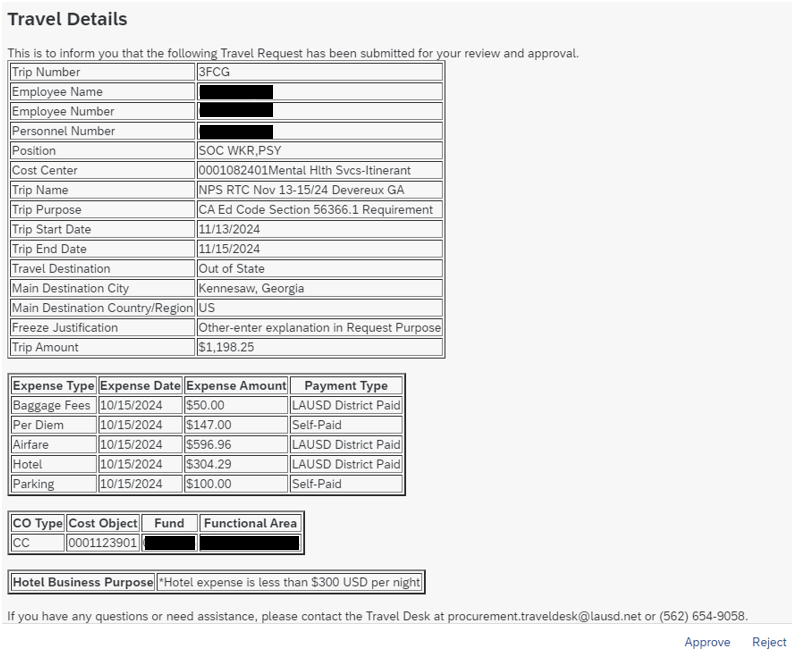 Travel Details
This is to inform you that the following Travel Request has been submitted for your review and approval.
Trip Number 3FCG
Employee Name
Employee Number
Personnel Number
Position SOC WKR,PSY
Cost Center 0001082401Mental Hlth Svcs-Itinerant
Trip Name NPS RTC Nov 13-15/24 Devereux GA
Trip Purpose CA Ed Code Section 56366.1 Requirement
Trip Start Date 11/13/2024
Trip End Date 11/15/2024
Travel Destination Out of State
Main Destination City Kennesaw, Georgia
Main Destination Country/Region US
Freeze Justification Other-enter explanation in Request Purpose
Trip Amount $1,198.25
Expense Type Expense Date Expense Amount Payment Type
Baggage Fees 10/15/2024 $50.00 LAUSD District Paid
Per Diem 10/15/2024 $147.00 Self-Paid
Airfare 10/15/2024 $596.96 LAUSD District Paid
Hotel 10/15/2024 $304.29 LAUSD District Paid
Parking 10/15/2024 $100.00 Self-Paid
CO Type Cost Object Fund Functional Area
CC 0001123901
Hotel Business Purpose *Hotel expense is less than $300 USD per night
If you have any questions or need assistance, please contact the Travel Desk at procurement.traveldesk@lausd.net or (562) 654-9058.
Approve Reject